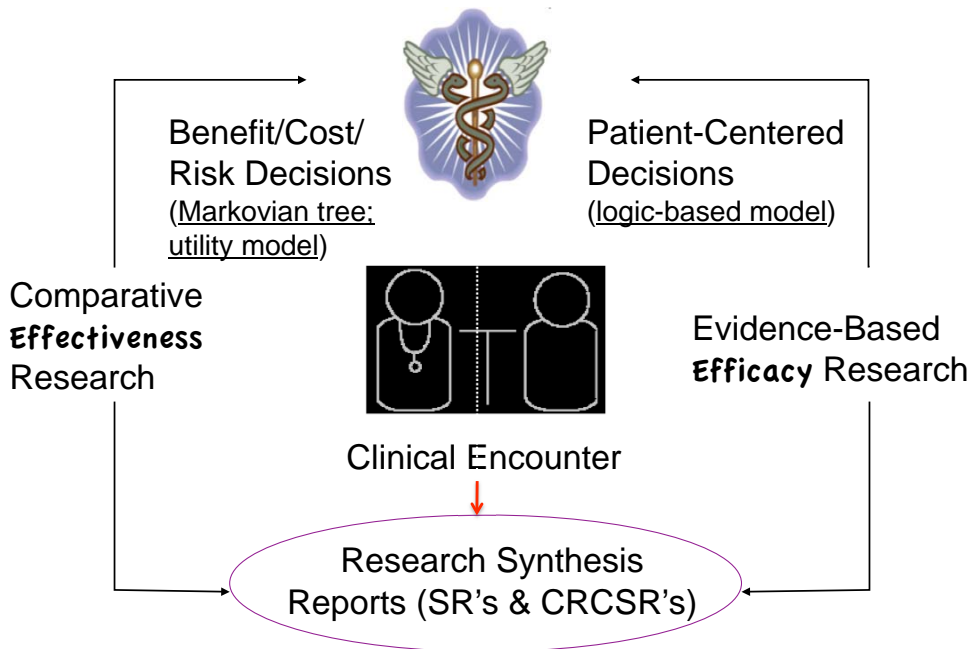 Benefit/Cost/
Risk Decisions
(Markovian tree;
utility model)
Patient-Centered
Decisions
(logic-based model)
Comparative
Effectiveness
Research
Evidence-Based
Efficacy Research
Clinical Encounter
Research Synthesis
Reports (SR's & CRCSR's)